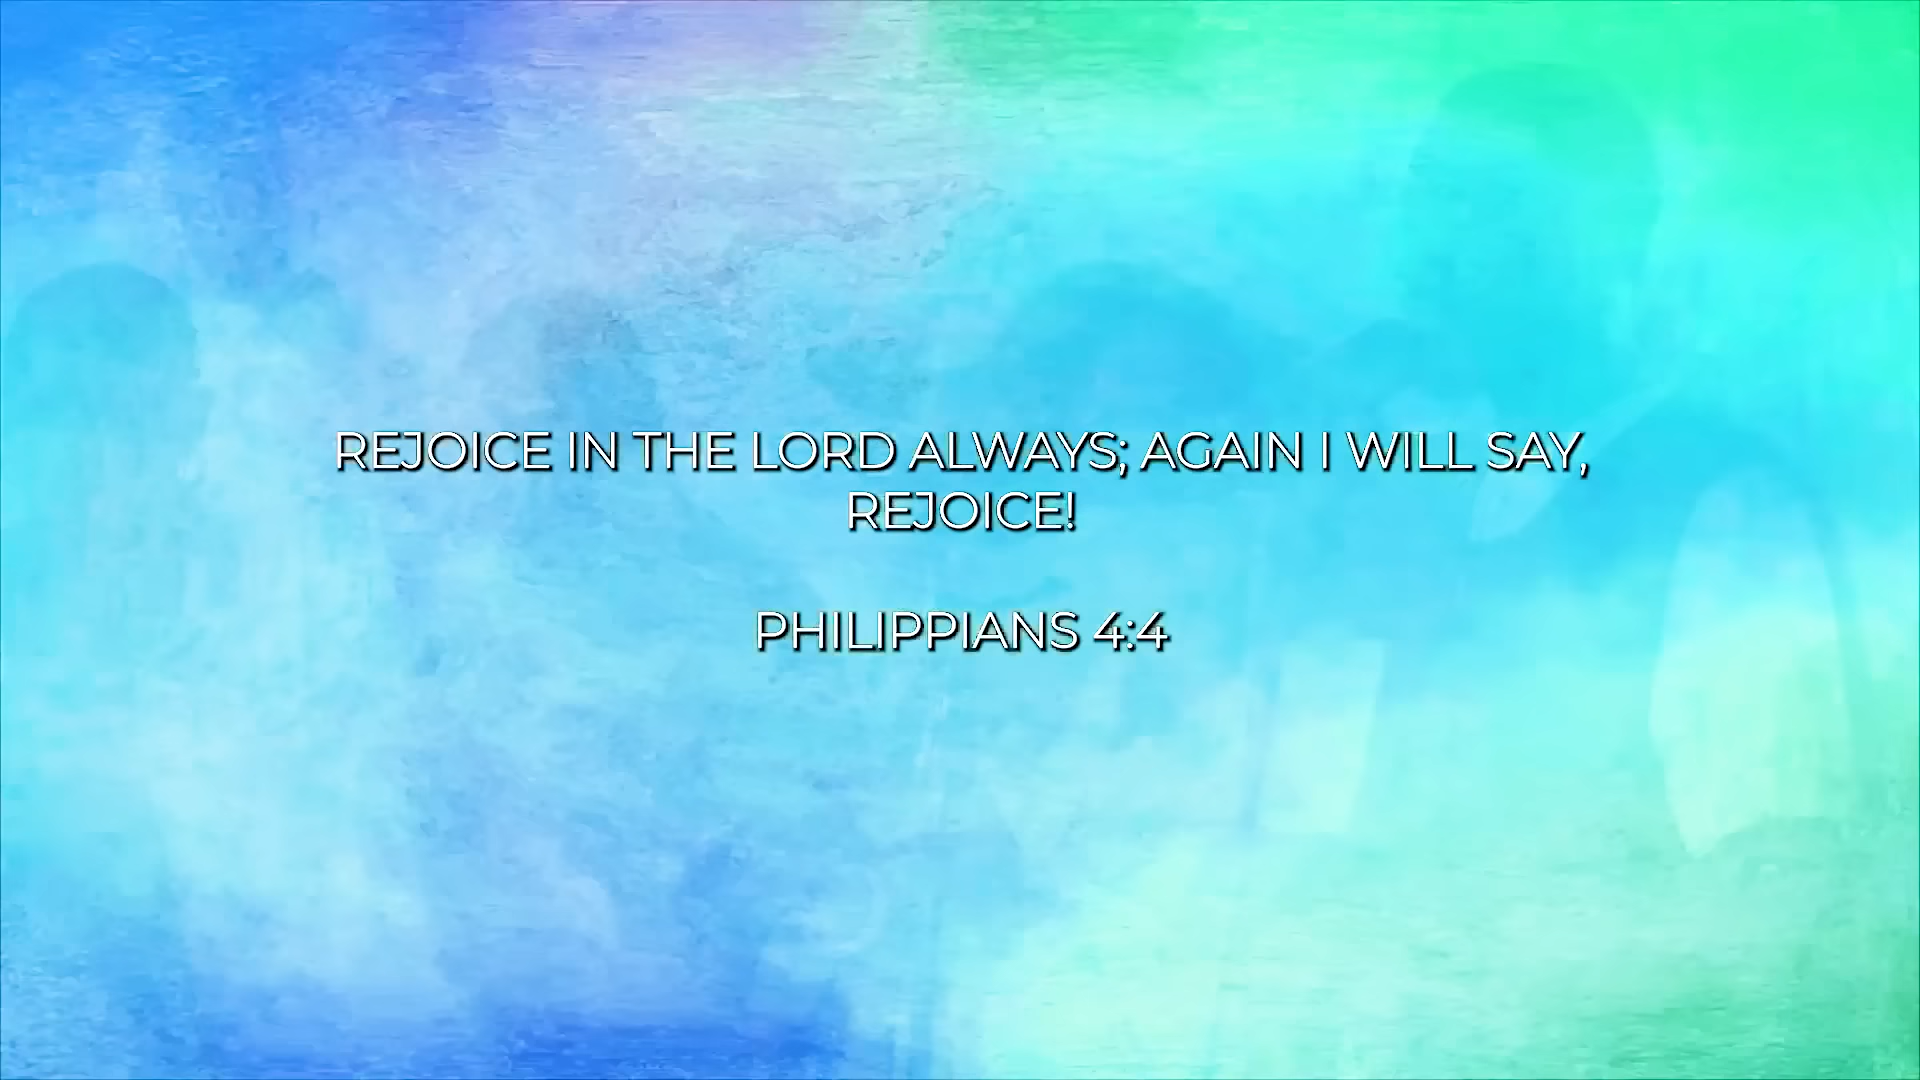 REJOICE IN THE LORD ALWAYS; AGAIN I WILL SAY,
REJOICE!
PHILIPPIANS 4:4